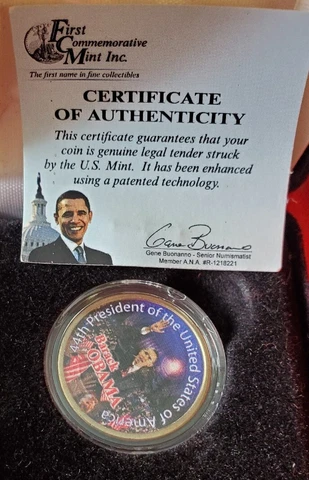 First
Commemorative
Mint Inc.
The first name in fine collectibles
CERTIFICATE
OF AUTHENTICITY
This certificate guarantees that your
coin is genuine legal tender struck
by the U.S. Mint. It has been enhanced
using a patented technology.
Gene Buonanno
Gene Buonanno - Senior Numismatist
Member A.N.A. #R-1218221
44th President of the United States of America
Barack
OBAMA